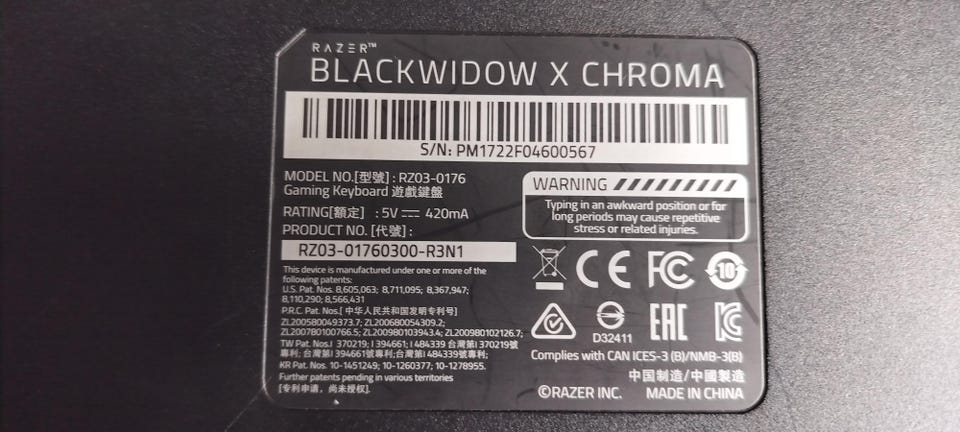 RAZER™
BLACKWIDOW X CHROMA
S/N: PM1722F04600567
MODEL NO.[型號] : RZ03-0176
Gaming Keyboard 遊戲鍵盤
RATING[額定] : 5V ⎓ 420mA
PRODUCT NO. [代號] :
RZ03-01760300-R3N1
This device is manufactured under one or more of the
following patents:
U.S. Pat. Nos. 8,605,063; 8,711,095; 8,367,947;
8,110,290; 8,566,431
P.R.C. Pat Nos.[ 中华人民共和国发明专利号]
ZL200580049373.7; ZL200680054309.2;
ZL200780100766.5; ZL200980103943.4; ZL200980102126.7;
TW Pat. Nos.I 370219; I 394661; I 484339 台灣第I 370219號
專利; 台灣第I 394661號專利;台灣第I 484339號專利;
KR Pat. Nos. 10-1451249; 10-1260377; 10-1278955.
Further patents pending in various territories
[专利申请，尚未授权].
WARNING
Typing in an awkward position or for
long periods may cause repetitive
stress or related injuries.
CE FC 10
D32411 EAC KC
Complies with CAN ICES-3 (B)/NMB-3(B)
中国制造/中國製造
©RAZER INC. MADE IN CHINA